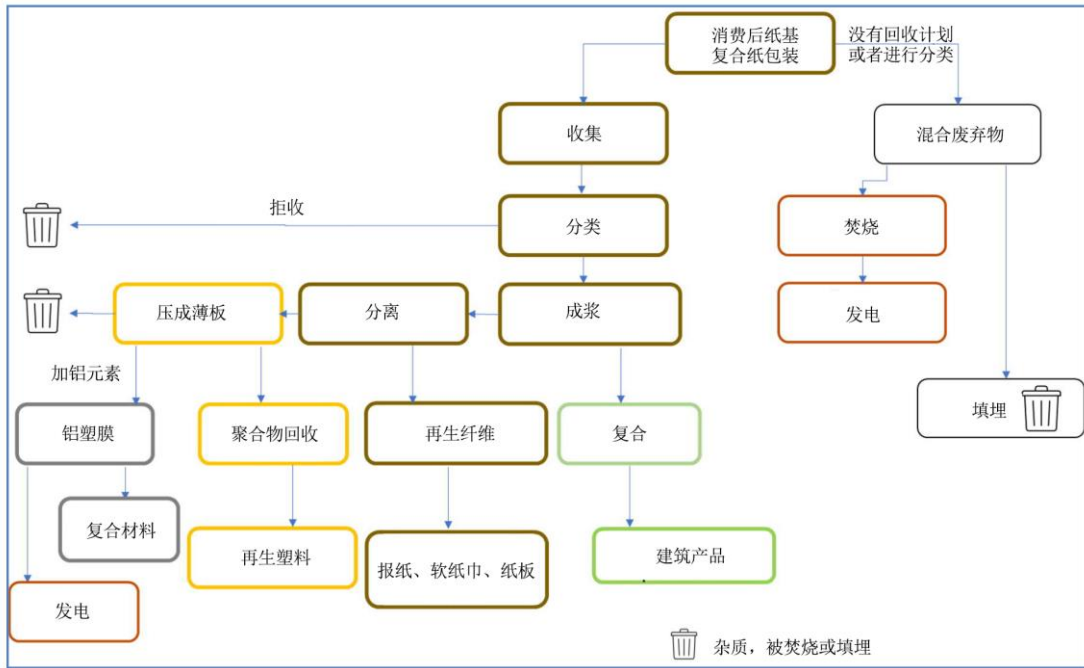 消费后纸基
复合纸包装
没有回收计划
或者进行分类
收集
混合废弃物
拒收
分类
焚烧
压成薄板
分离
成浆
发电
加铝元素
铝塑膜
聚合物回收
再生纤维
复合
填埋
复合材料
再生塑料
报纸、软纸巾、纸板
建筑产品
发电
杂质，被焚烧或填埋